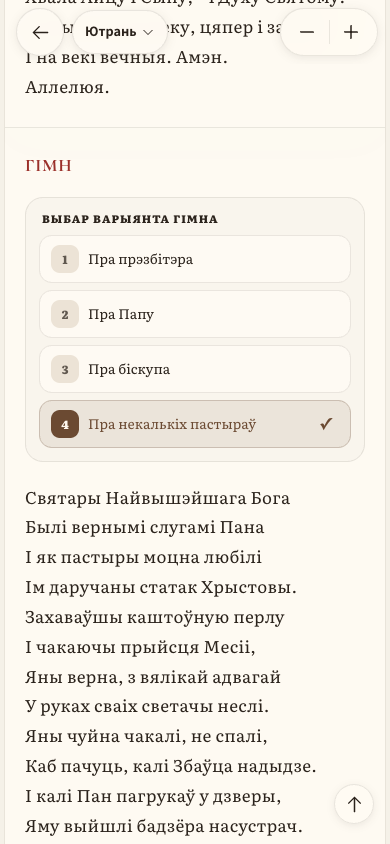 Ютрань
І на векі вечныя. Амэн.
Аллелюя.
ГІМН
ВЫБАР ВАРЫЯНТА ГІМНА
1 Пра прэзбітэра
2 Пра Папу
3 Пра біскупа
4 Пра некалькіх пастыраў ✓
Святары Найвышэйшага Бога
Былі вернымі слугамі Пана
І як пастыры моцна любілі
Ім даручаны статак Хрыстовы.
Захаваўшы каштоўную перлу
І чакаючы прыйсця Месіі,
Яны верна, з вялікай адвагай
У руках сваіх светачы неслі.
Яны чуйна чакалі, не спалі,
Каб пачуць, калі Збаўца надыдзе.
І калі Пан пагрукаў у дзверы,
Яму выйшлі бадзёра насустрач.